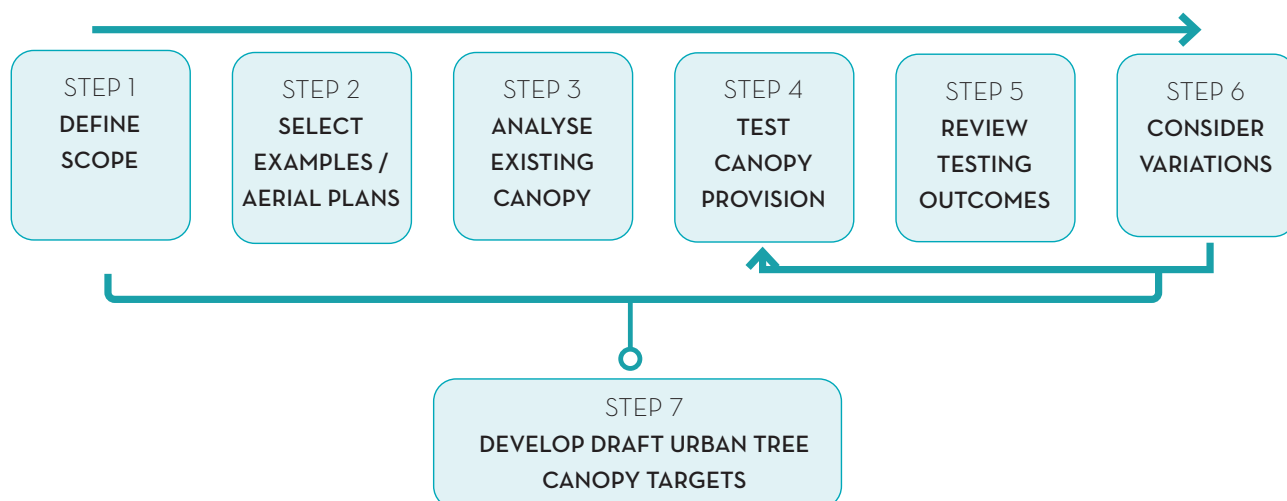 STEP 1
DEFINE
SCOPE
STEP 2
SELECT
EXAMPLES /
AERIAL PLANS
STEP 3
ANALYSE
EXISTING
CANOPY
STEP 4
TEST
CANOPY
PROVISION
STEP 5
REVIEW
TESTING
OUTCOMES
STEP 6
CONSIDER
VARIATIONS
STEP 7
DEVELOP DRAFT URBAN TREE
CANOPY TARGETS